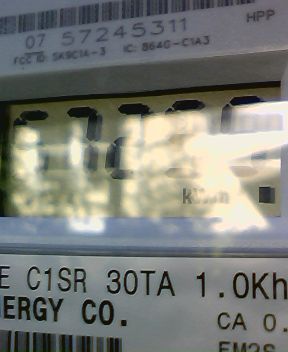 HPP
07 57245311
FCC ID: SK9C1A-3 IC: 864G-C1A3
kWh
E C1SR 30TA 1.0Kh
ERGY CO.
CA 0.
FM2S